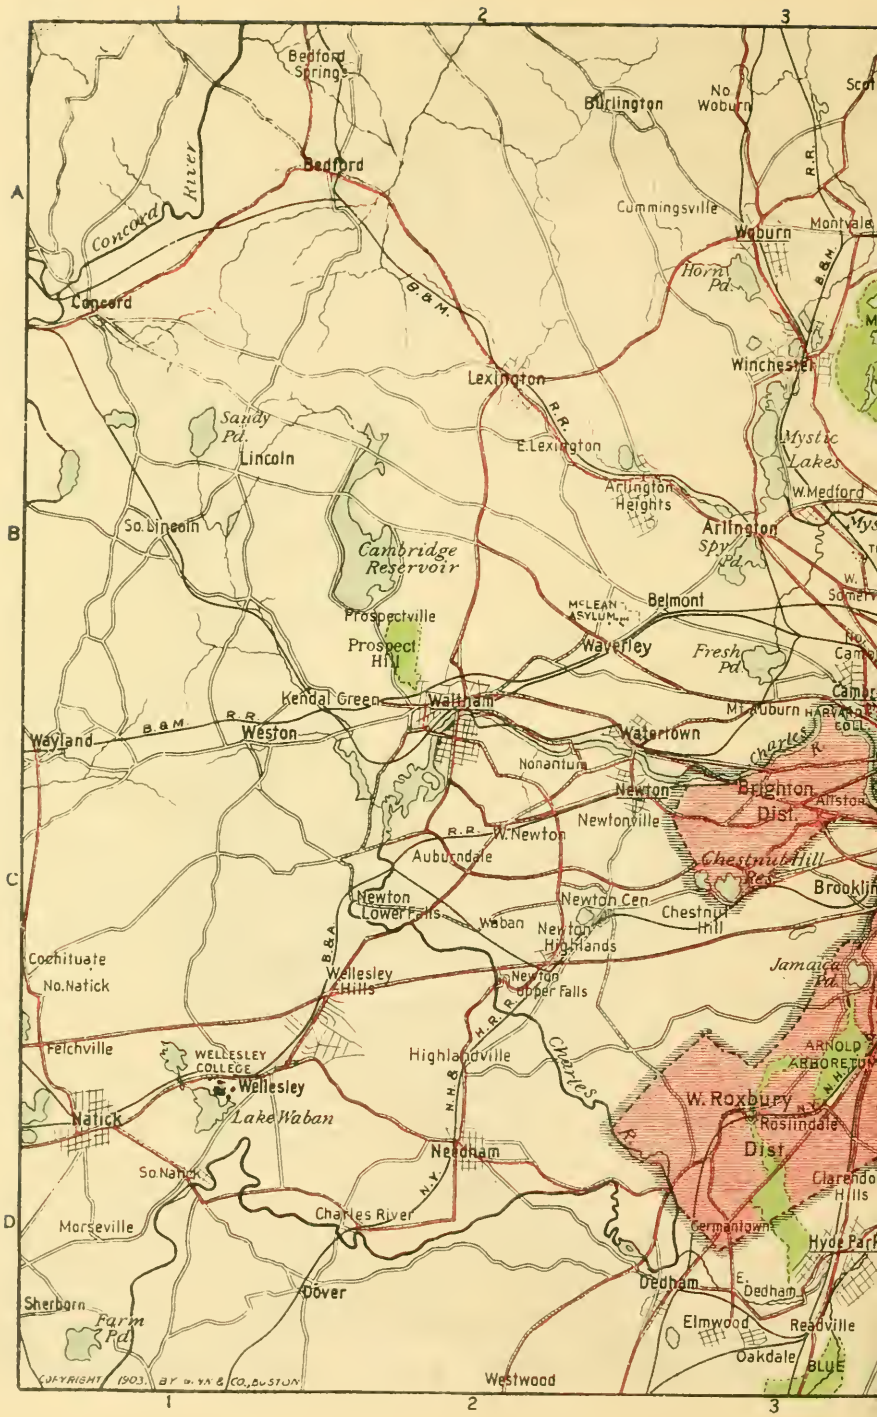 1 2 3
Bedford
Springs
No.
Woburn
Burlington
R.R.
Bedford
A
River
Concord
Cummingsville
Montvale
Woburn
Horn
Pd.
B.& M.
B.& M.
Concord
Winchester
Lexington
R.R.
Sandy
Pd.
E.Lexington
Mystic
Lakes
Lincoln
Arlington
Heights
W.Medford
So. Lincoln
B
Arlington
Cambridge
Reservoir
Spy
Pd.
W.
McLEAN
ASYLUM
Belmont
Prospectville
Prospect
Hill
Waverley
Fresh
Pd.
No.
Kendal Green
Waltham
Mt Auburn
HARVARD
COLL.
B.& M. R.R.
Weston
Wayland
Watertown
Charles R.
Nonantum
Newton
Brighton
Dist.
Allston
Newtonville
R.R.
W.Newton
Auburndale
Chestnut Hill
Res.
C
Newton
Lower Falls
Newton Cen
Chestnut
Hill
Waban
Newton
Highlands
B.&A.
Cochituate
No. Natick
Wellesley
Hills
Newton
Upper Falls
Jamaica
Pd.
H.R.R.
Felchville
WELLESLEY
COLLEGE
Highlandville
Charles
ARNOLD
ARBORETUM
Wellesley
N.H.&
W. Roxbury
N.Y. N.H.
Natick
Lake Waban
Roslindale
R.
Needham
Dist.
So. Natick
N.Y.
Hills
Charles River
D
Morseville
Germantown
Hyde Park
Dedham
E.
Dedham
Dover
Sherborn
Farm
Pd.
Elmwood
Readville
Oakdale
BLUE
Westwood
COPYRIGHT 1903, BY & CO., BOSTON
1 2 3